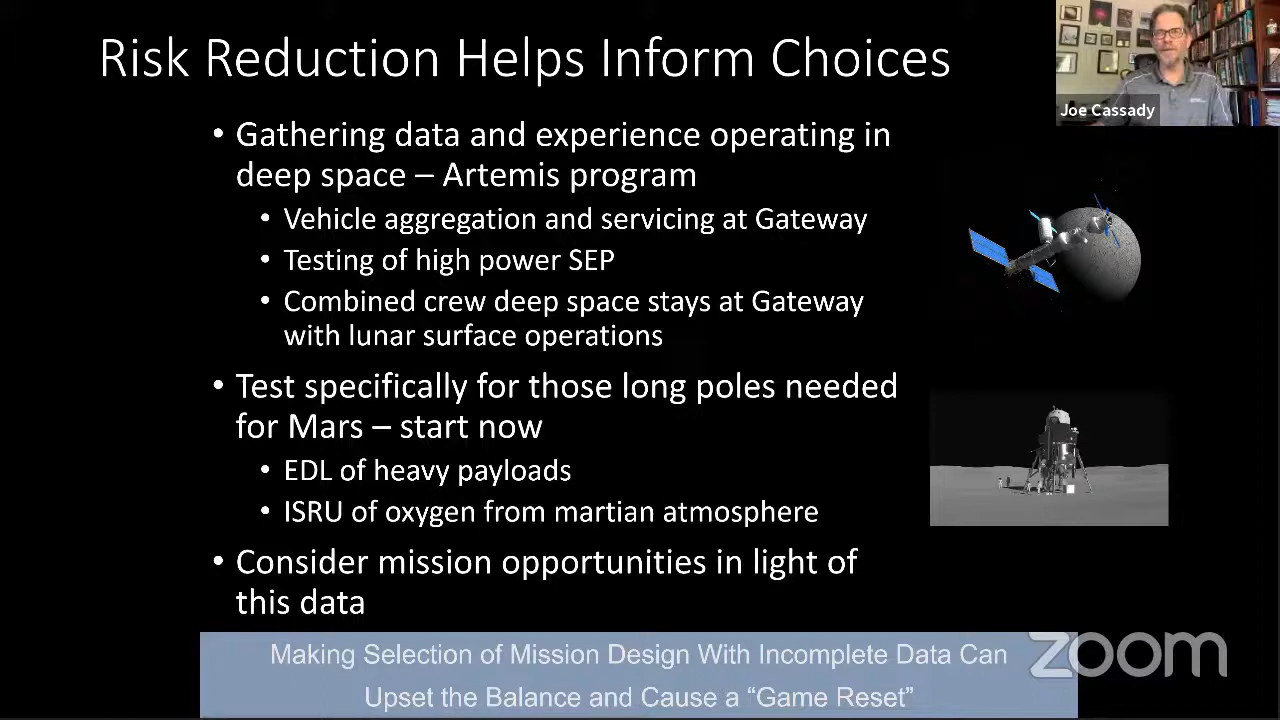 Risk Reduction Helps Inform Choices
Joe Cassady
• Gathering data and experience operating in
deep space – Artemis program
• Vehicle aggregation and servicing at Gateway
• Testing of high power SEP
• Combined crew deep space stays at Gateway
with lunar surface operations
• Test specifically for those long poles needed
for Mars – start now
• EDL of heavy payloads
• ISRU of oxygen from martian atmosphere
• Consider mission opportunities in light of
this data
Making Selection of Mission Design With Incomplete Data Can
Upset the Balance and Cause a “Game Reset”
zoom